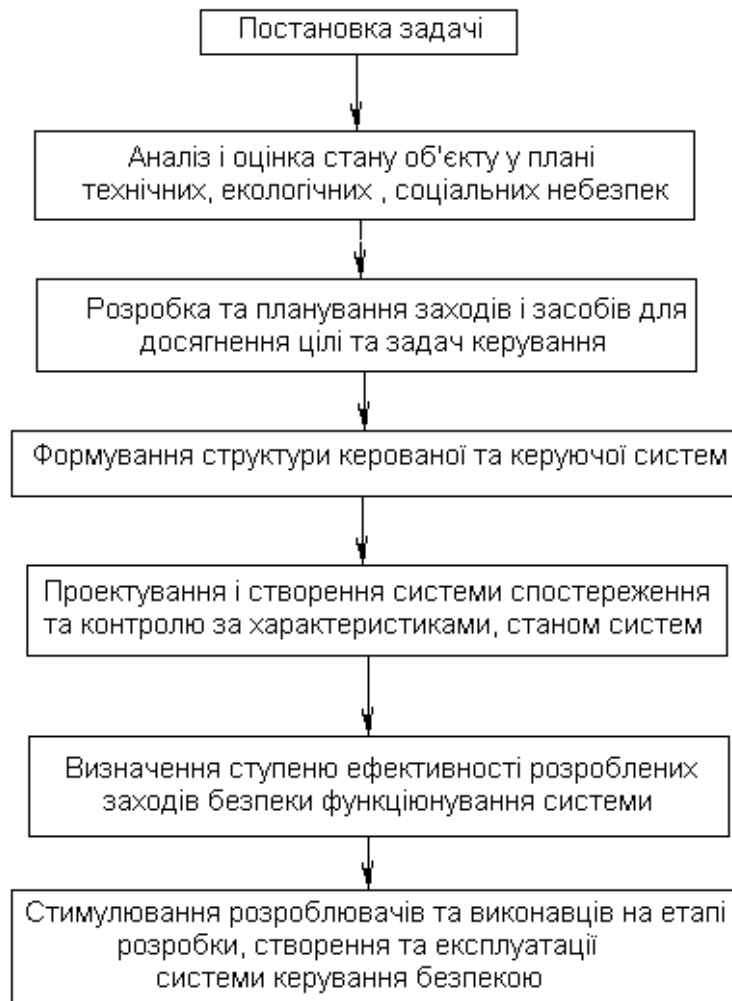 Постановка задачі
Аналіз і оцінка стану об'єкту у плані
технічних, екологічних , соціальних небезпек
Розробка та планування заходів і засобів для
досягнення цілі та задач керування
Формування структури керованої та керуючої систем
Проектування і створення системи спостереження
та контролю за характеристиками, станом систем
Визначення ступеню ефективності розроблених
заходів безпеки функціюнування системи
Стимулювання розроблювачів та виконавців на етапі
розробки, створення та експлуатації
системи керування безпекою